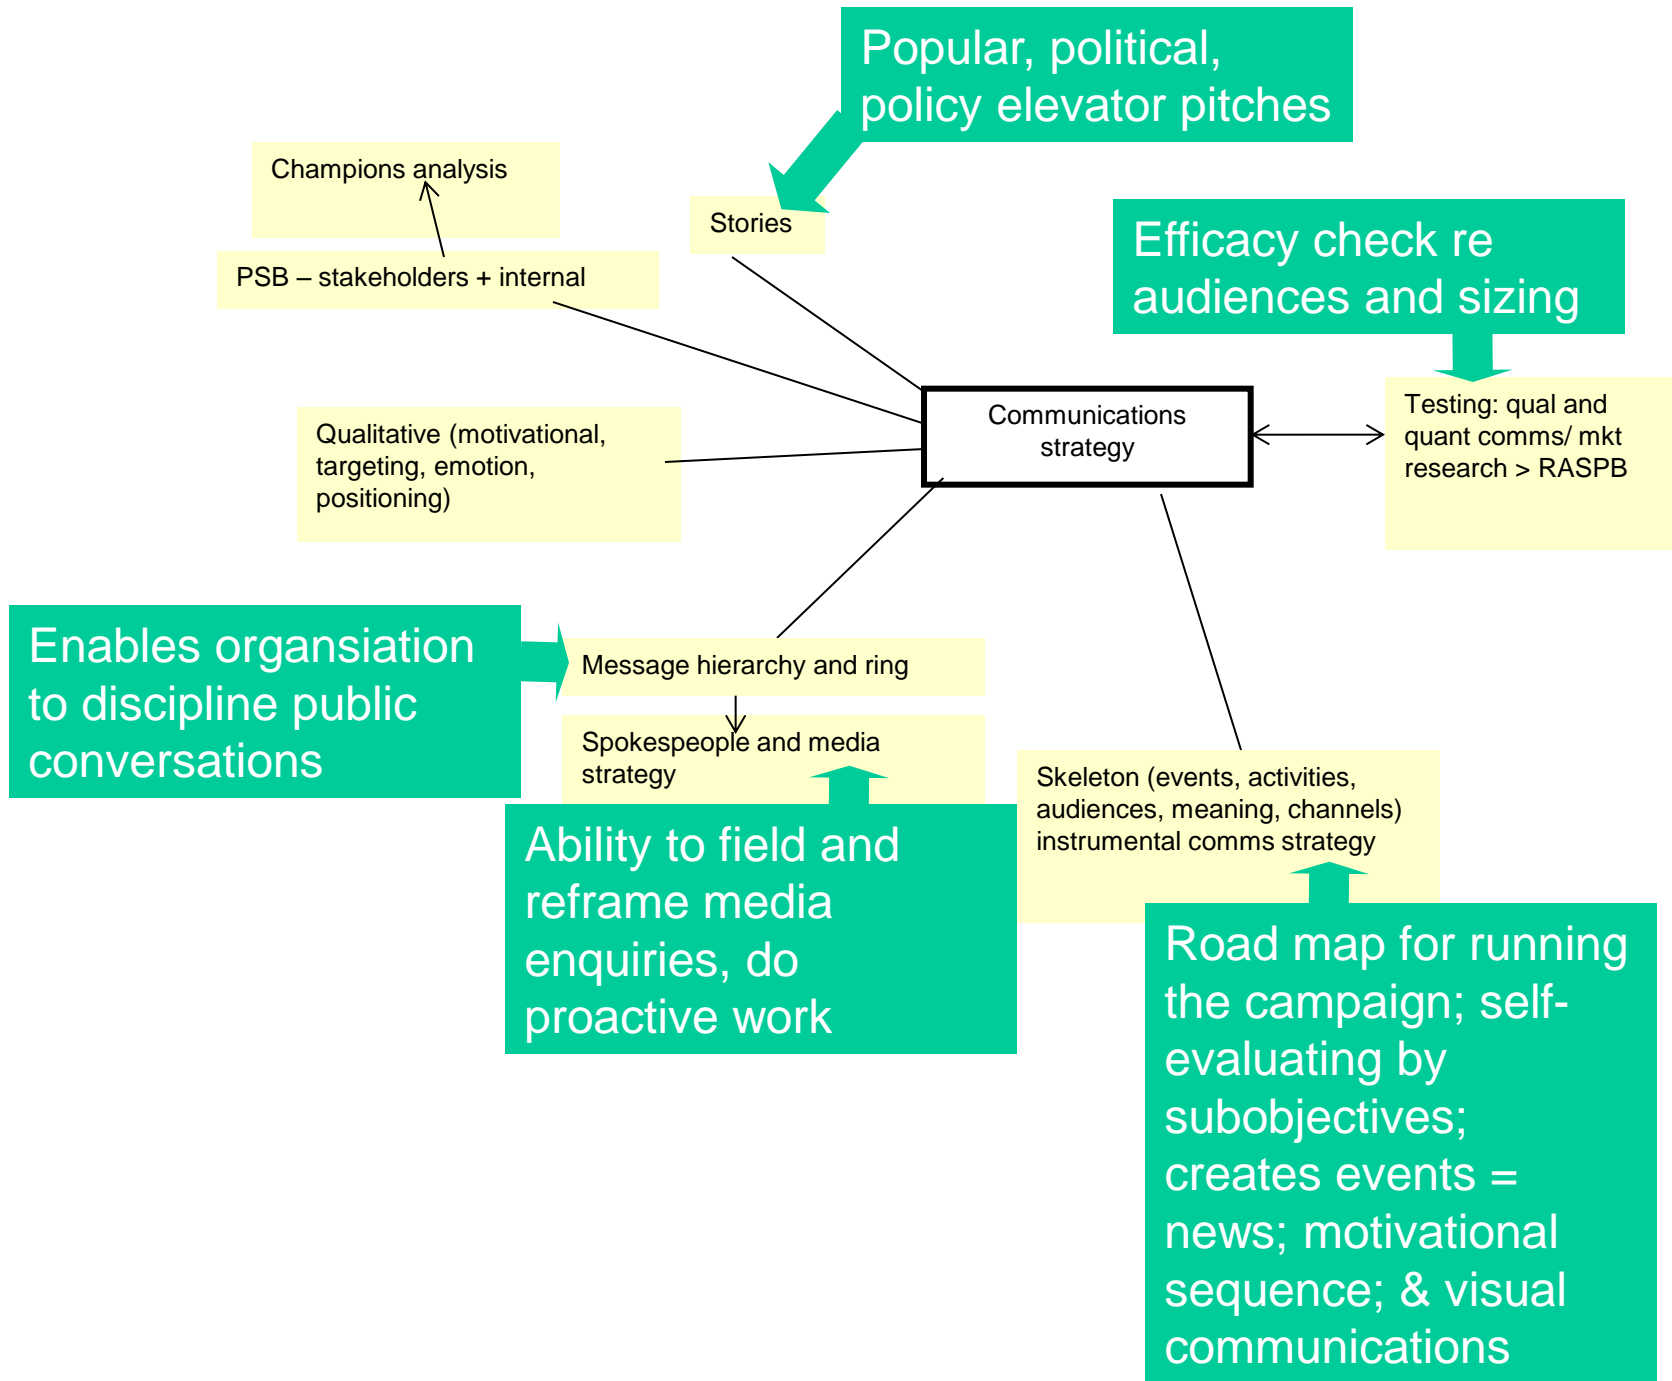 Popular, political,
policy elevator pitches
Champions analysis
Stories
Efficacy check re
audiences and sizing
PSB – stakeholders + internal
Communications
strategy
Testing: qual and
quant comms/ mkt
research > RASPB
Qualitative (motivational,
targeting, emotion,
positioning)
Enables organsiation
to discipline public
conversations
Message hierarchy and ring
Spokespeople and media
strategy
Skeleton (events, activities,
audiences, meaning, channels)
instrumental comms strategy
Ability to field and
reframe media
enquiries, do
proactive work
Road map for running
the campaign; self-
evaluating by
subobjectives;
creates events =
news; motivational
sequence; & visual
communications